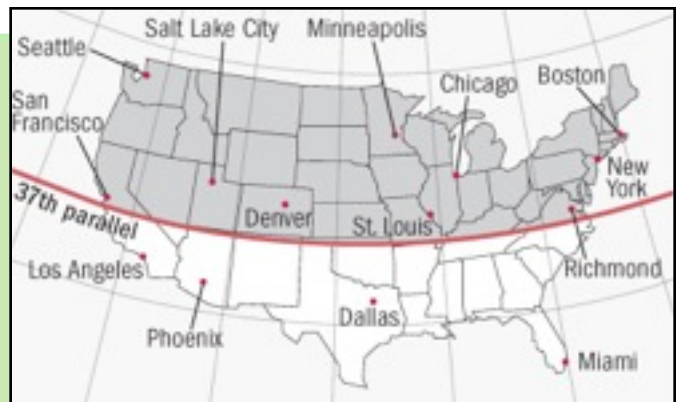 Salt Lake City
Minneapolis
Seattle
Chicago
Boston
San
Francisco
New
York
37th parallel
Denver
St. Louis
Los Angeles
Richmond
Dallas
Phoenix
Miami